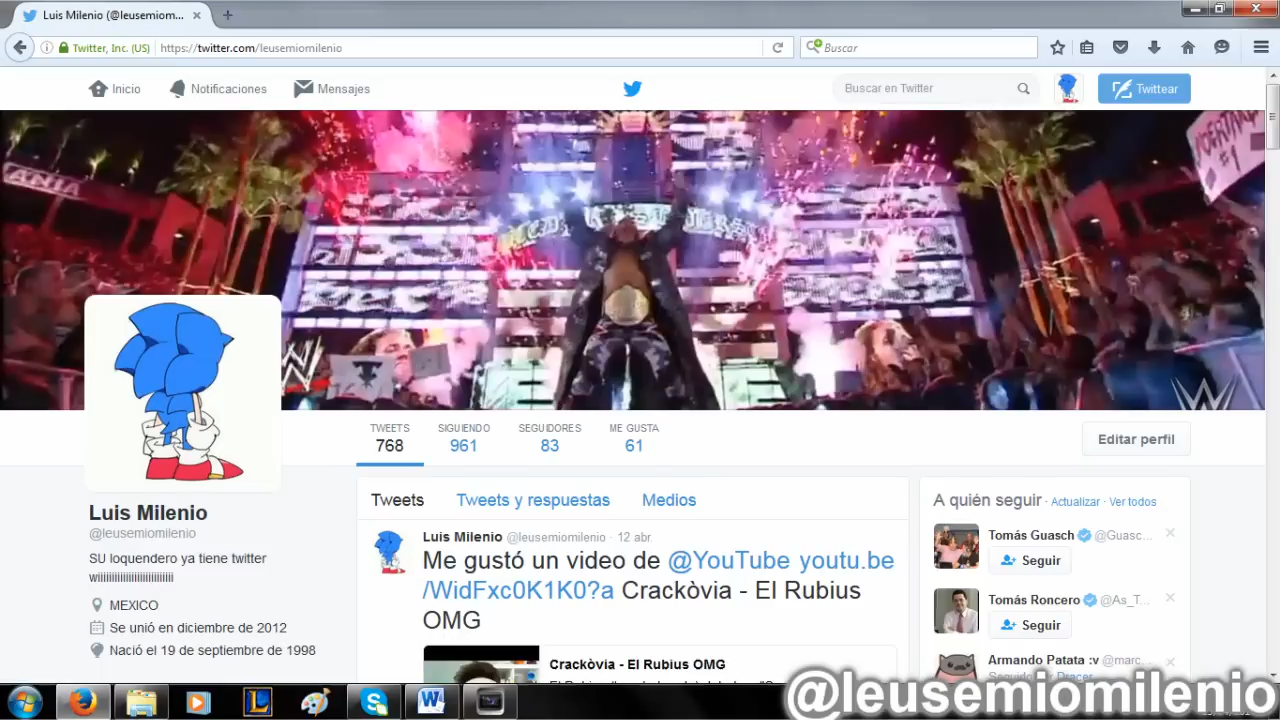 Luis Milenio (@leusemiom...
Twitter, Inc. (US)
https://twitter.com/leusemiomilenio
Buscar
Inicio
Notificaciones
Mensajes
Buscar en Twitter
Twittear
ANIA
#1
TWEETS
768
SIGUIENDO
961
SEGUIDORES
83
ME GUSTA
61
Editar perfil
Luis Milenio
@leusemiomilenio
SU loquendero ya tiene twitter
MEXICO
Se unió en diciembre de 2012
Nació el 19 de septiembre de 1998
Tweets
Tweets y respuestas
Medios
Luis Milenio @leusemiomilenio · 12 abr.
Me gustó un video de @YouTube youtu.be
/WidFxc0K1K0?a Crackòvia - El Rubius
OMG
Crackòvia - El Rubius OMG
A quién seguir · Actualizar · Ver todos
Tomás Guasch @Guasc...
Seguir
Tomás Roncero @As_T...
Seguir
Armando Patata :v @marc...
@leusemiomilenio